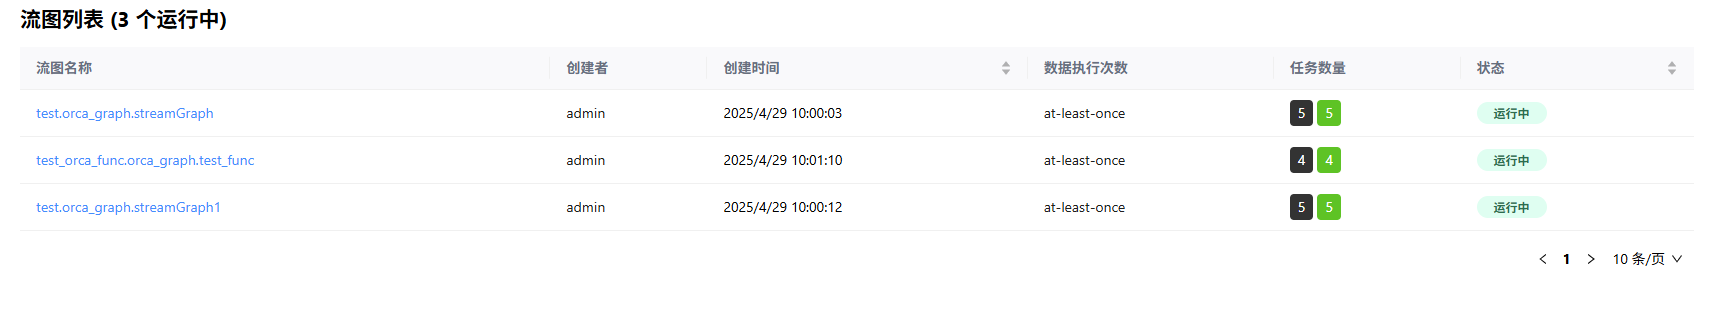 流图列表 (3 个运行中)
流图名称 创建者 创建时间 数据执行次数 任务数量 状态
test.orca_graph.streamGraph admin 2025/4/29 10:00:03 at-least-once 5 5 运行中
test_orca_func.orca_graph.test_func admin 2025/4/29 10:01:10 at-least-once 4 4 运行中
test.orca_graph.streamGraph1 admin 2025/4/29 10:00:12 at-least-once 5 5 运行中
1 10 条/页